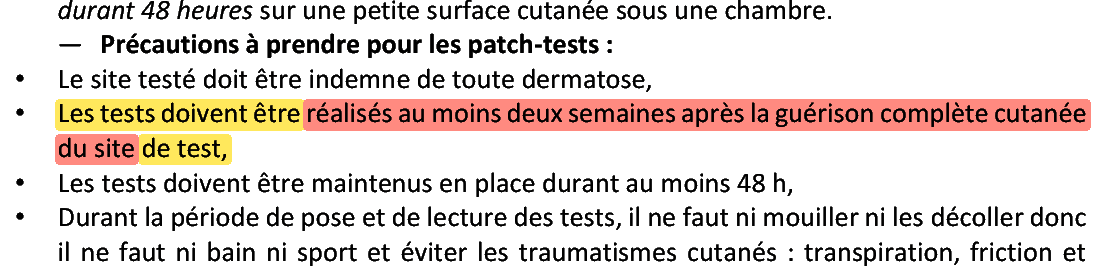 durant 48 heures sur une petite surface cutanée sous une chambre.
— Précautions à prendre pour les patch-tests :
• Le site testé doit être indemne de toute dermatose,
• Les tests doivent être réalisés au moins deux semaines après la guérison complète cutanée
du site de test,
• Les tests doivent être maintenus en place durant au moins 48 h,
• Durant la période de pose et de lecture des tests, il ne faut ni mouiller ni les décoller donc
il ne faut ni bain ni sport et éviter les traumatismes cutanés : transpiration, friction et